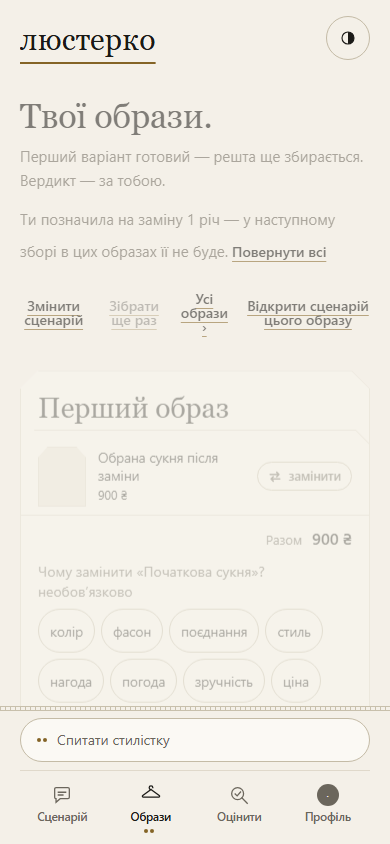 люстерко
Твої образи.
Перший варіант готовий — решта ще збирається.
Вердикт — за тобою.
Ти позначила на заміну 1 річ — у наступному
зборі в цих образах її не буде. Повернути всі
Змінити сценарій
Зібрати ще раз
Усі образи ›
Відкрити сценарій цього образу
Перший образ
Обрана сукня після
заміни
900 ₴
замінити
Разом 900 ₴
Чому замінити «Початкова сукня»?
необов'язково
колір фасон поєднання стиль
нагода погода зручність ціна
Спитати стилістку
Сценарій Образи Оцінити Профіль